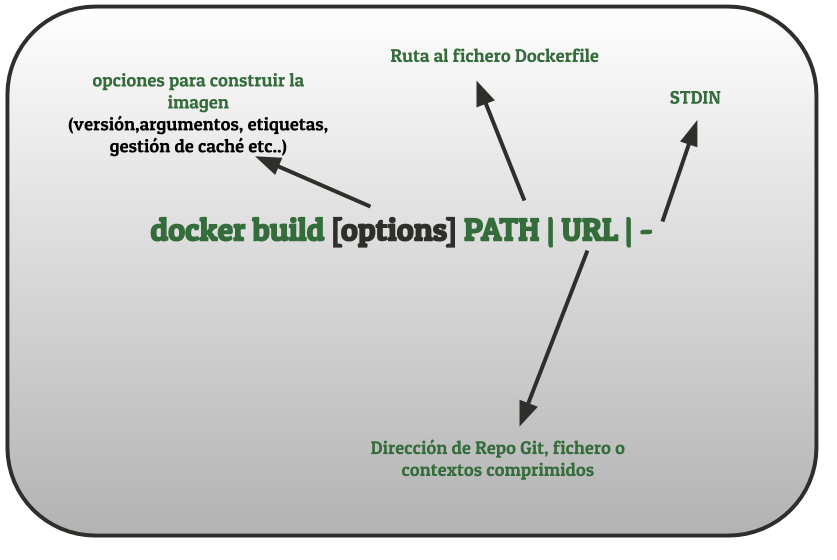 Ruta al fichero Dockerfile
opciones para construir la
imagen
(versión,argumentos, etiquetas,
gestión de caché etc..)
STDIN
docker build [options] PATH | URL | -
Dirección de Repo Git, fichero o
contextos comprimidos